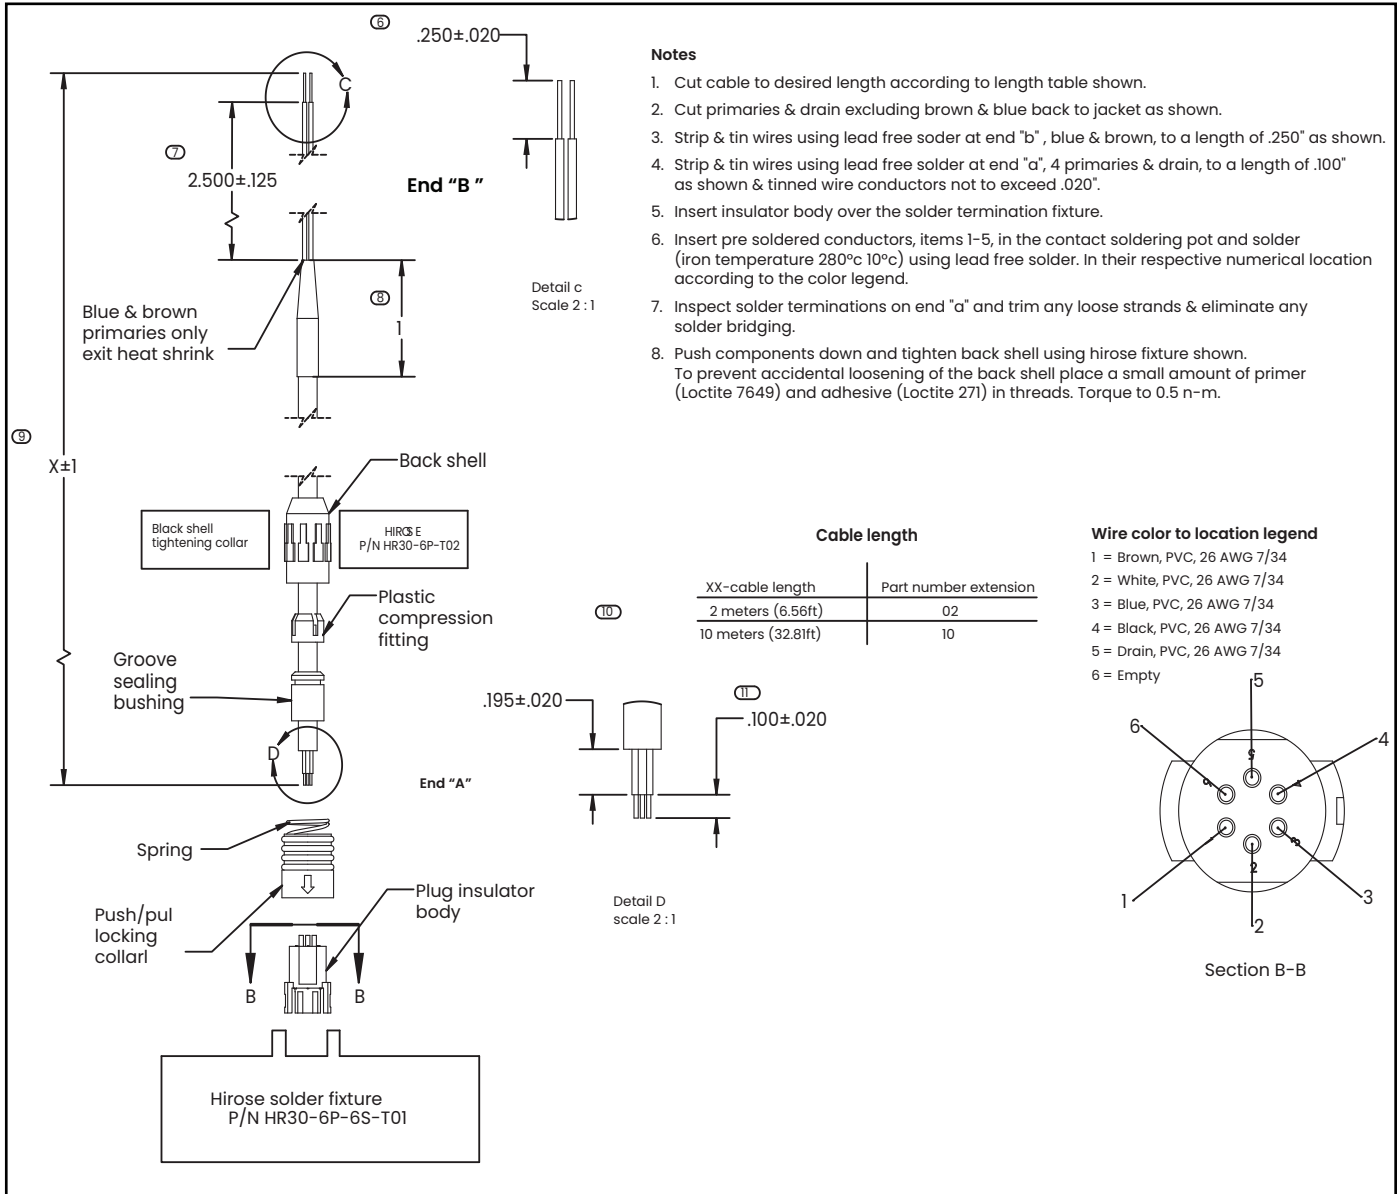 6
.250±.020
C
7
2.500±.125
End “B ”
Detail c
Scale 2 : 1
8
1
Blue & brown
primaries only
exit heat shrink
9
X±1
Notes
1. Cut cable to desired length according to length table shown.
2. Cut primaries & drain excluding brown & blue back to jacket as shown.
3. Strip & tin wires using lead free soder at end "b" , blue & brown, to a length of .250" as shown.
4. Strip & tin wires using lead free solder at end "a", 4 primaries & drain, to a length of .100"
as shown & tinned wire conductors not to exceed .020".
5. Insert insulator body over the solder termination fixture.
6. Insert pre soldered conductors, items 1-5, in the contact soldering pot and solder
(iron temperature 280ºc 10ºc) using lead free solder. In their respective numerical location
according to the color legend.
7. Inspect solder terminations on end "a" and trim any loose strands & eliminate any
solder bridging.
8. Push components down and tighten back shell using hirose fixture shown.
To prevent accidental loosening of the back shell place a small amount of primer
(Loctite 7649) and adhesive (Loctite 271) in threads. Torque to 0.5 n-m.
Back shell
Black shell
tightening collar
HIROSE
P/N HR30-6P-T02
Plastic
compression
fitting
Groove
sealing
bushing
D
End “A”
Spring
Push/pul
locking
collarl
Plug insulator
body
B
B
Hirose solder fixture
P/N HR30-6P-6S-T01
Cable length
10
XX-cable length Part number extension
2 meters (6.56ft) 02
10 meters (32.81ft) 10
.195±.020
11
.100±.020
Detail D
scale 2 : 1
Wire color to location legend
1 = Brown, PVC, 26 AWG 7/34
2 = White, PVC, 26 AWG 7/34
3 = Blue, PVC, 26 AWG 7/34
4 = Black, PVC, 26 AWG 7/34
5 = Drain, PVC, 26 AWG 7/34
6 = Empty
5
6
4
5
6
4
1
3
2
1
3
2
Section B-B